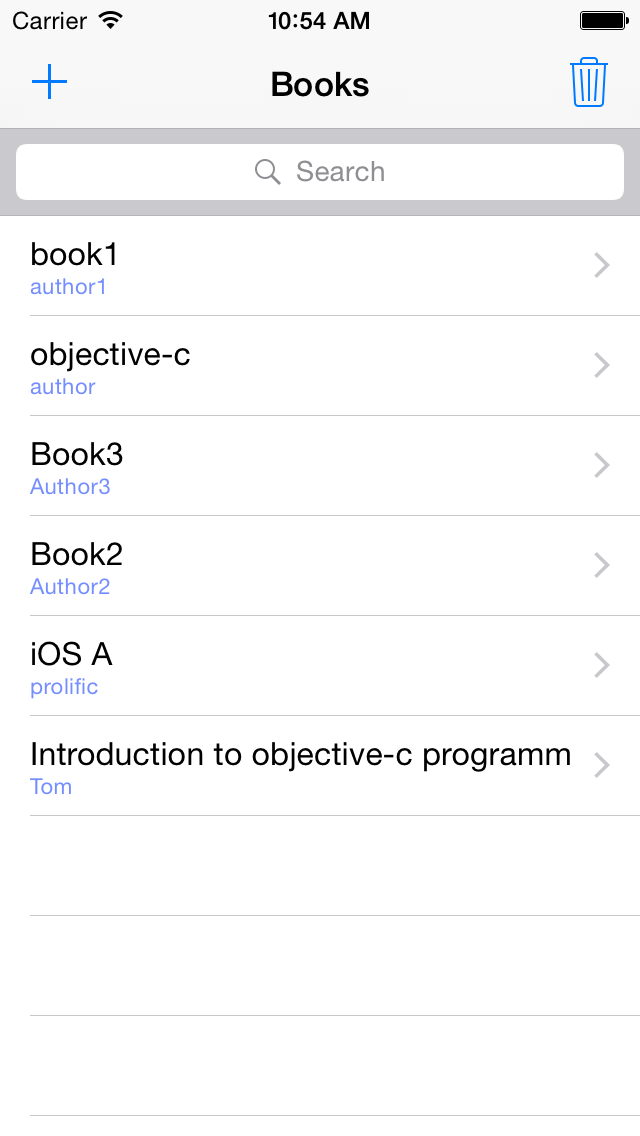 Carrier 10:54 AM
Books
Search
book1
author1
objective-c
author
Book3
Author3
Book2
Author2
iOS A
prolific
Introduction to objective-c programm
Tom